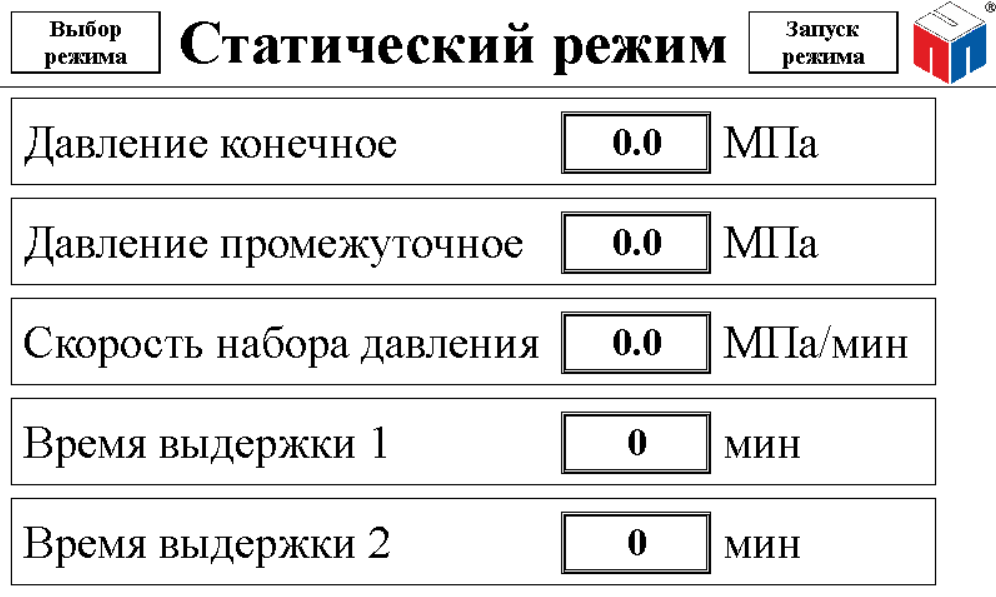 Выбор
режима
Статический режим
Запуск
режима
®
Давление конечное 0.0 МПа
Давление промежуточное 0.0 МПа
Скорость набора давления 0.0 МПа/мин
Время выдержки 1 0 мин
Время выдержки 2 0 мин